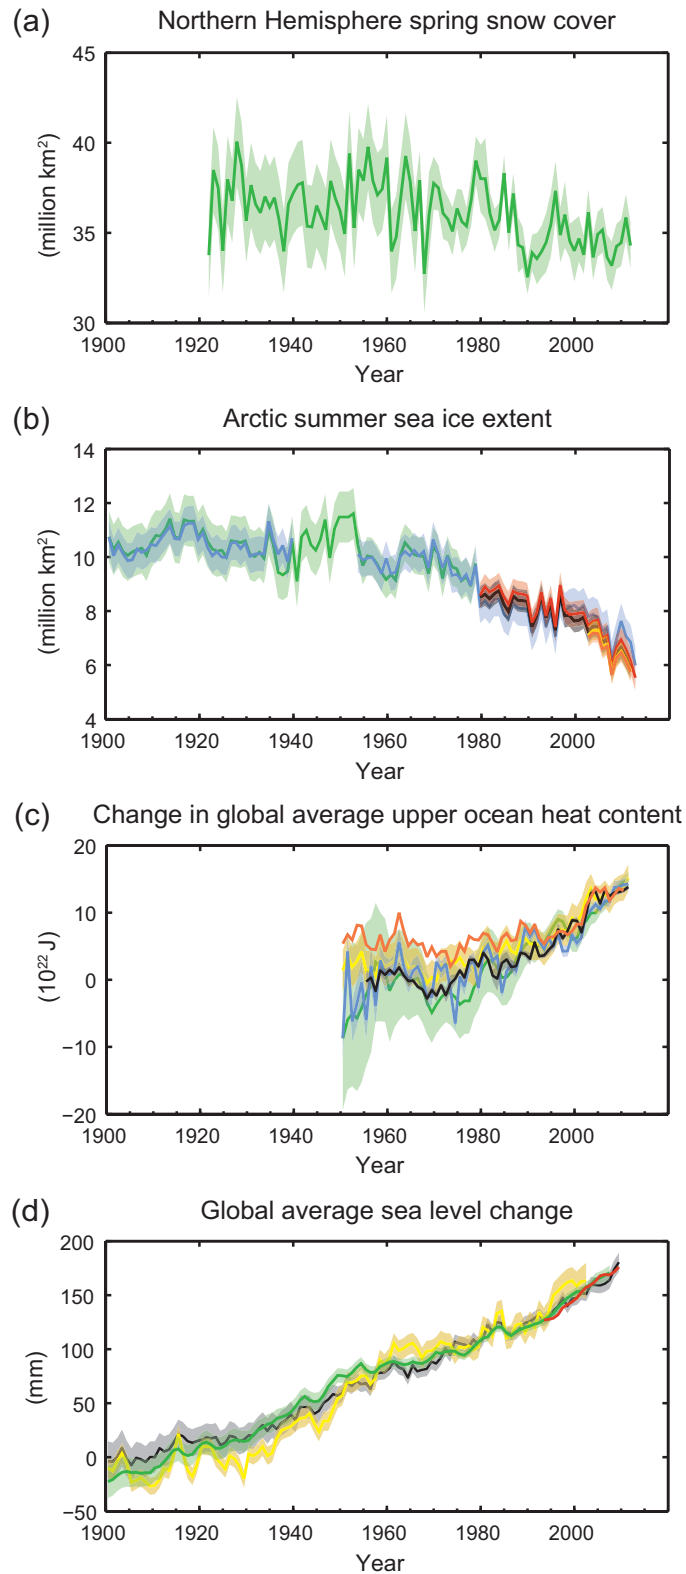 (a) Northern Hemisphere spring snow cover
45
40
35
30
(million km²)
1900 1920 1940 1960 1980 2000
Year
(b) Arctic summer sea ice extent
14
12
10
8
6
4
(million km²)
1900 1920 1940 1960 1980 2000
Year
(c) Change in global average upper ocean heat content
20
10
0
−10
−20
(10²² J)
1900 1920 1940 1960 1980 2000
Year
(d) Global average sea level change
200
150
100
50
0
−50
(mm)
1900 1920 1940 1960 1980 2000
Year